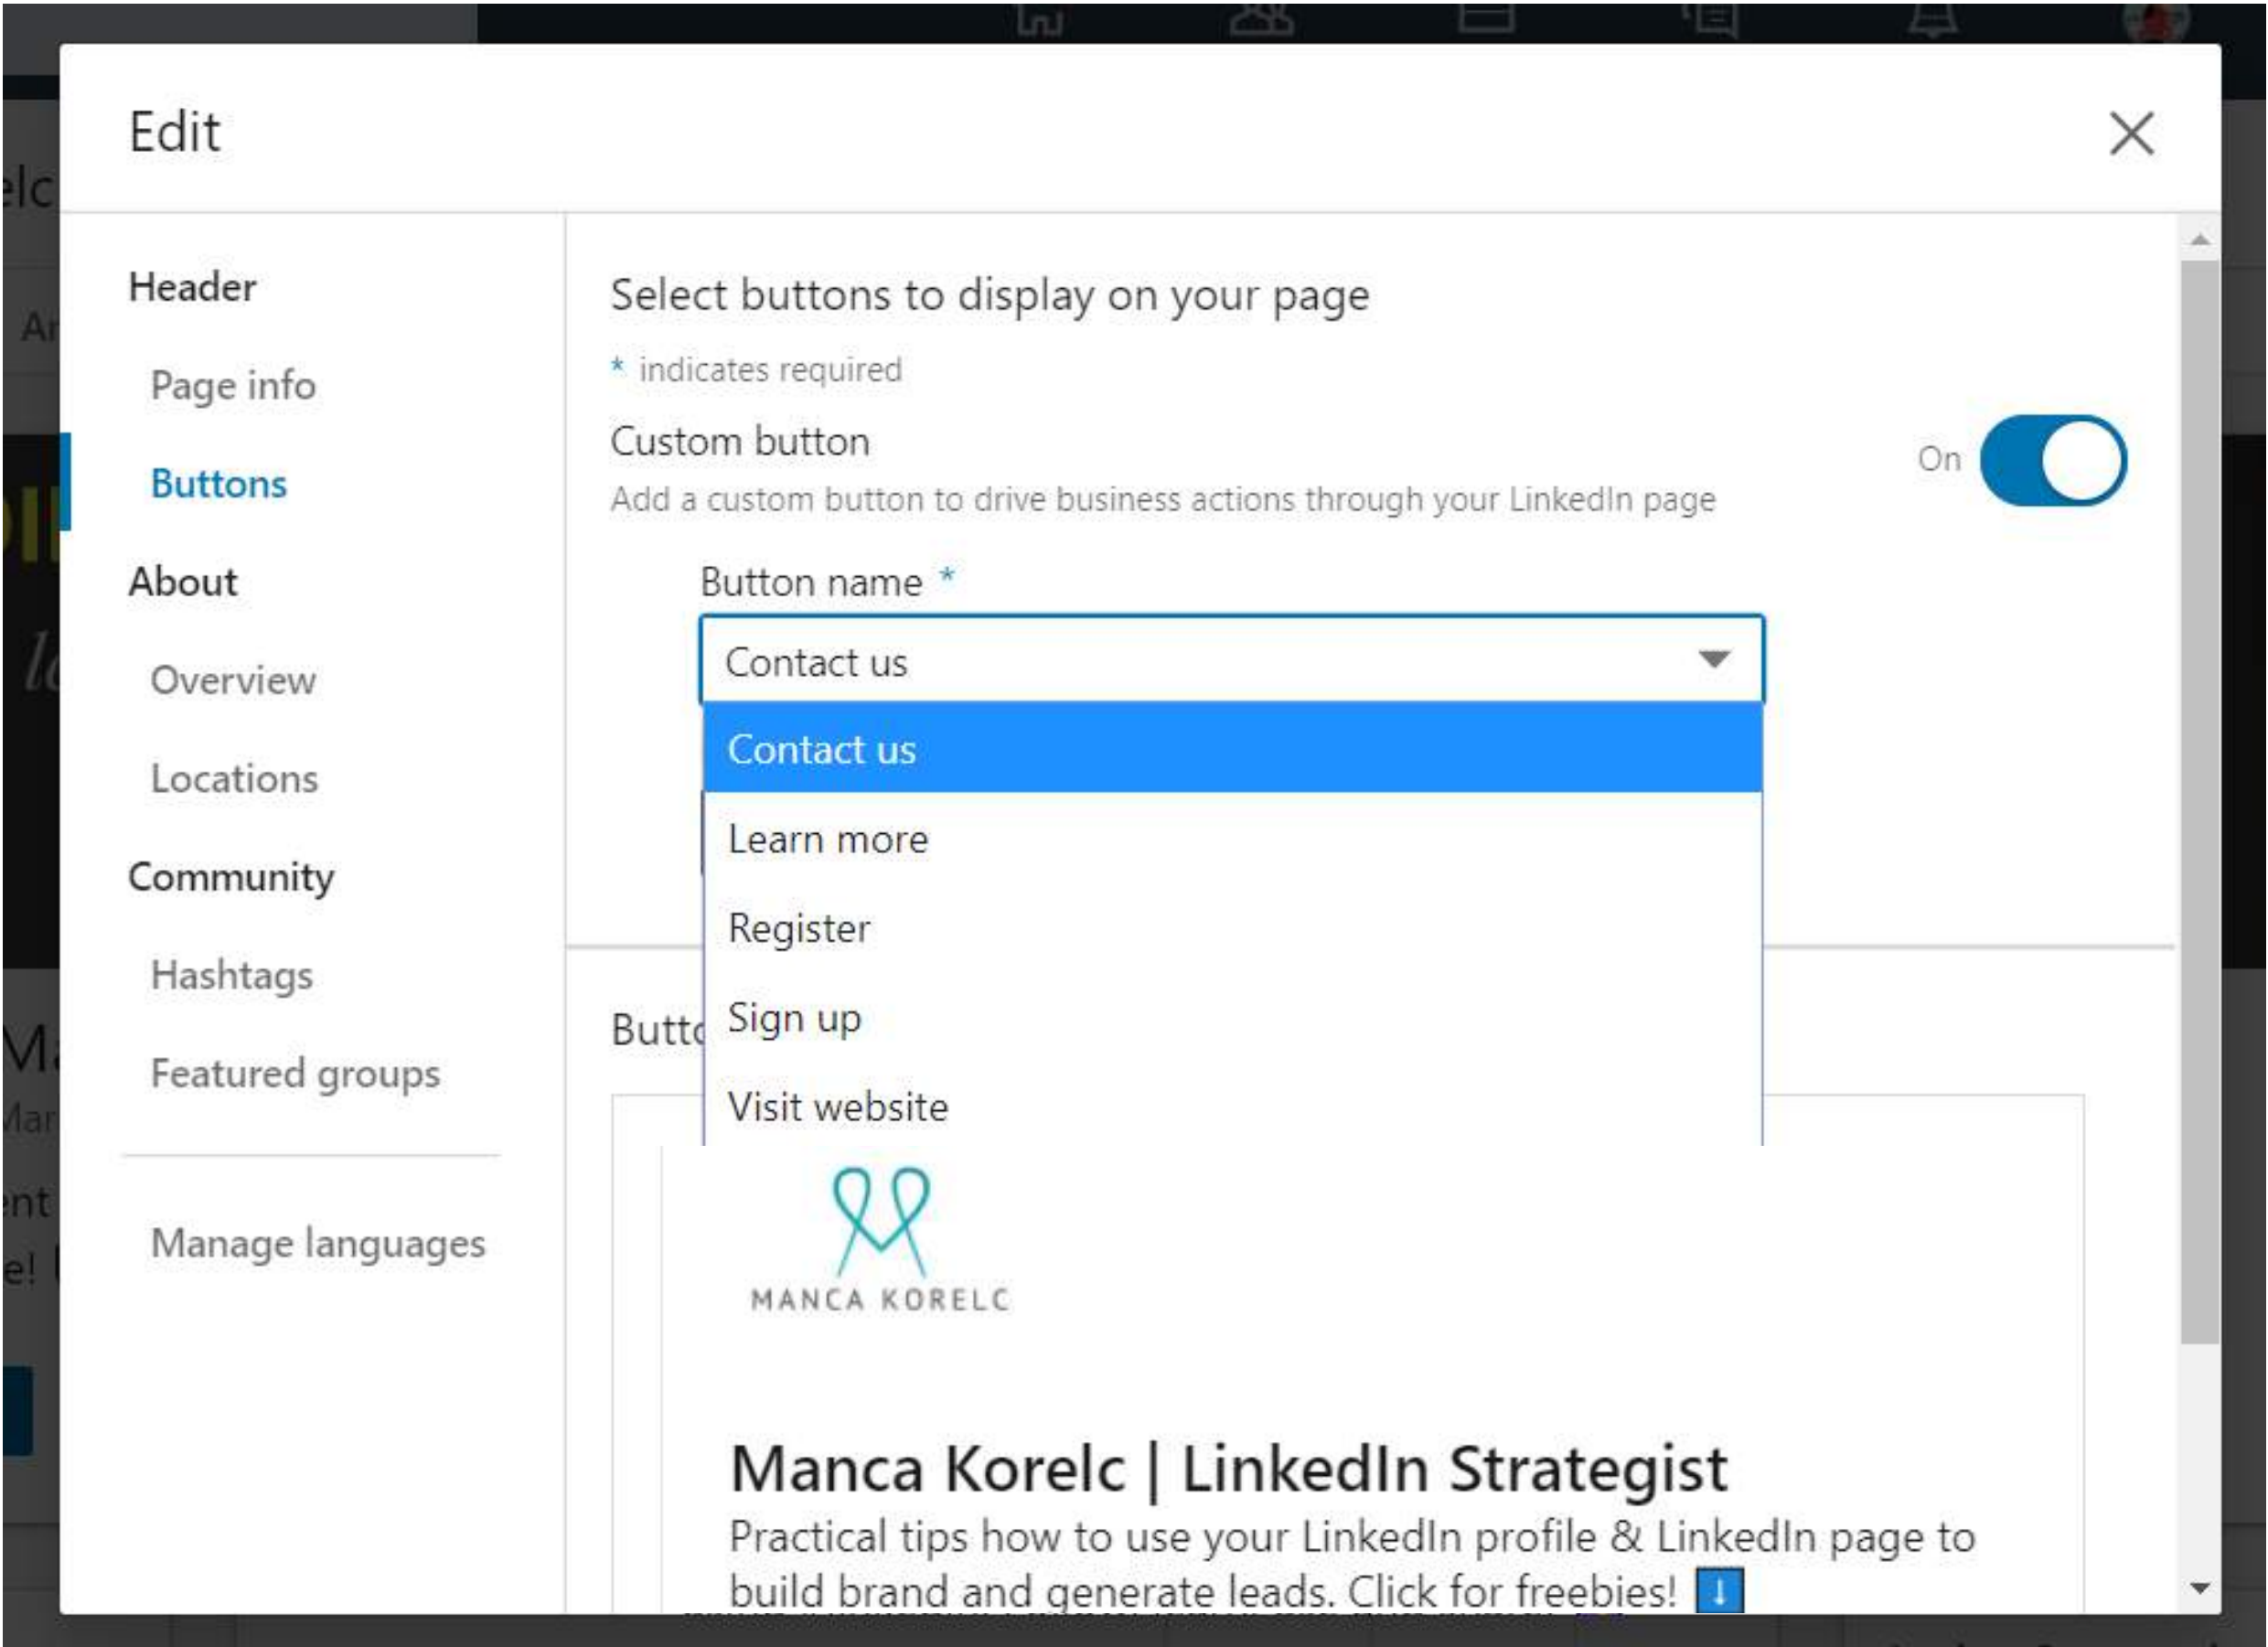 Edit
Header
Page info
Buttons
About
Overview
Locations
Community
Hashtags
Featured groups
Manage languages
Select buttons to display on your page
* indicates required
Custom button
On
Add a custom button to drive business actions through your LinkedIn page
Button name *
Contact us
Contact us
Learn more
Register
Sign up
Visit website
MANCA KORELC
Manca Korelc | LinkedIn Strategist
Practical tips how to use your LinkedIn profile & LinkedIn page to
build brand and generate leads. Click for freebies! ⬇